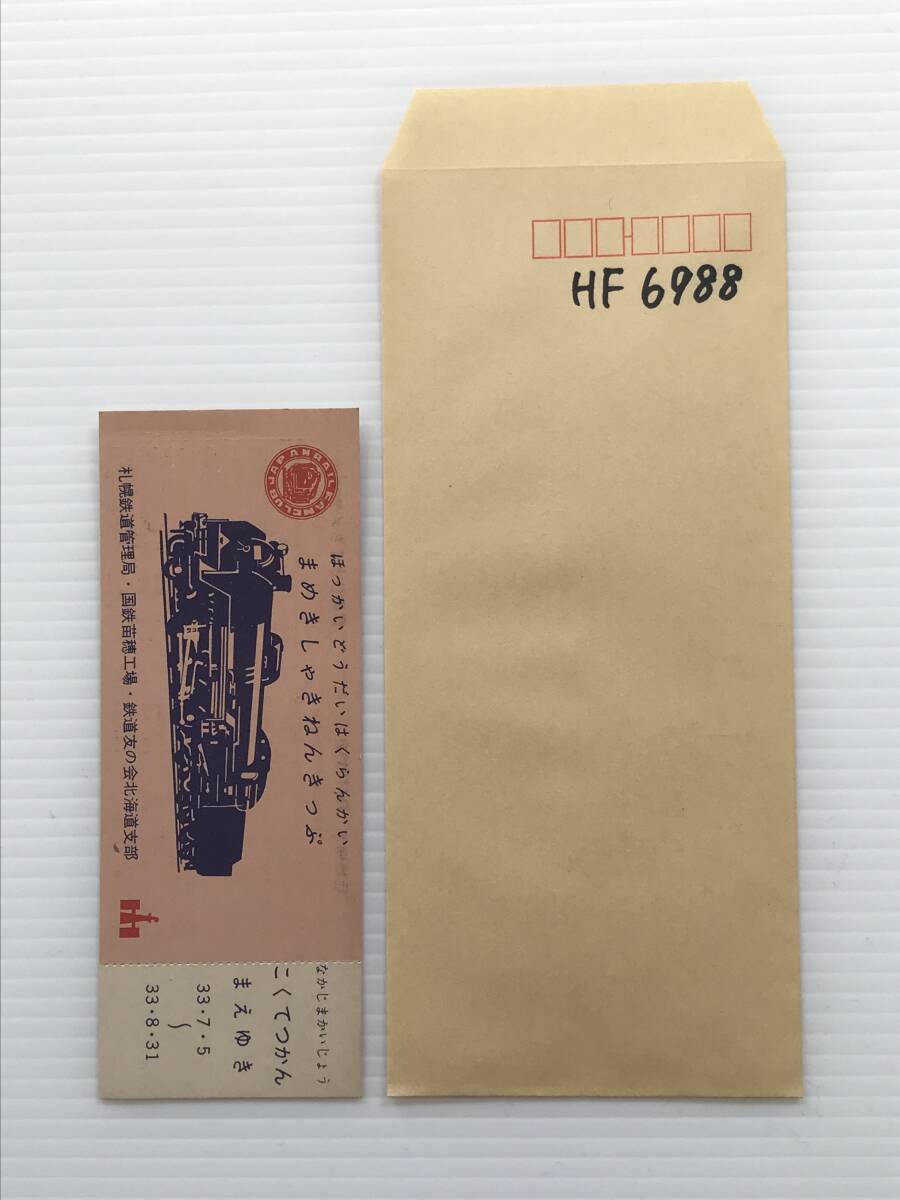 JAPAN RAIL FANCLUB
ほっかいどうだいはくらんかい
まめきしゃきねんきっぷ
札幌鉄道管理局・国鉄苗穂工場・鉄道友の会北海道支部
なかじまかいじょう
こくてつかん
まえゆき
33・7・5
〜
33・8・31
HF 6988